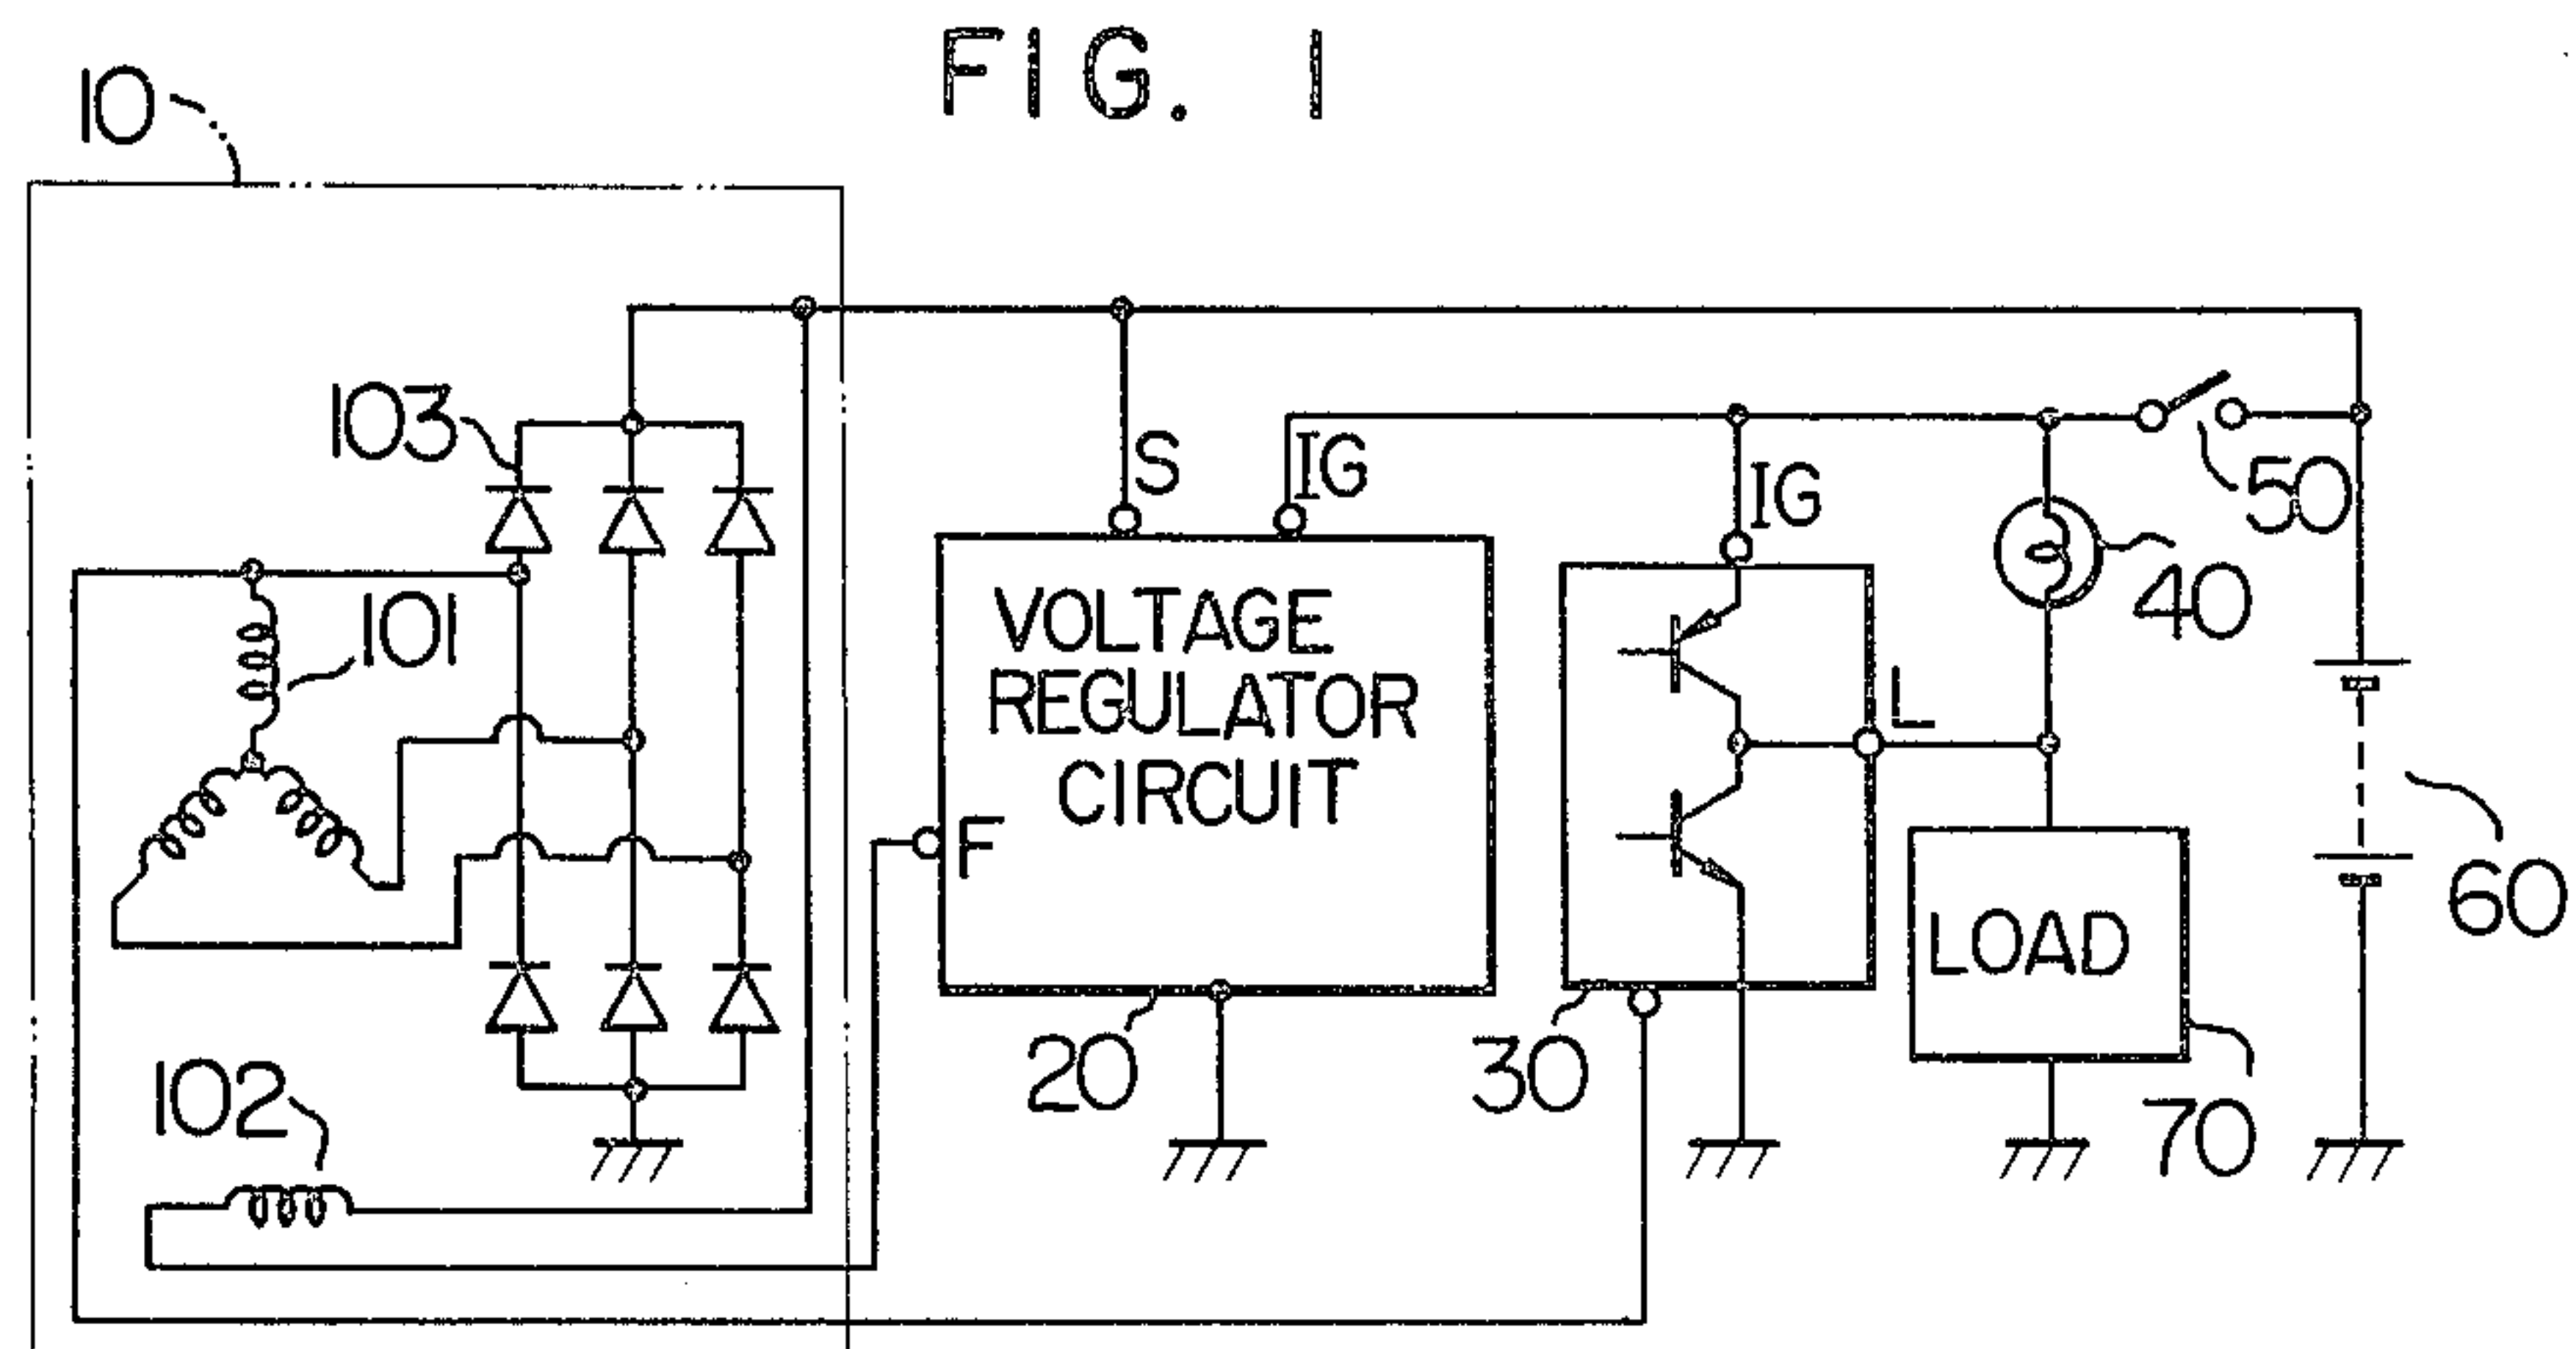 FIG. 1
10
103
S
IG
IG
50
101
VOLTAGE
REGULATOR
CIRCUIT
40
L
F
60
LOAD
20
30
70
102